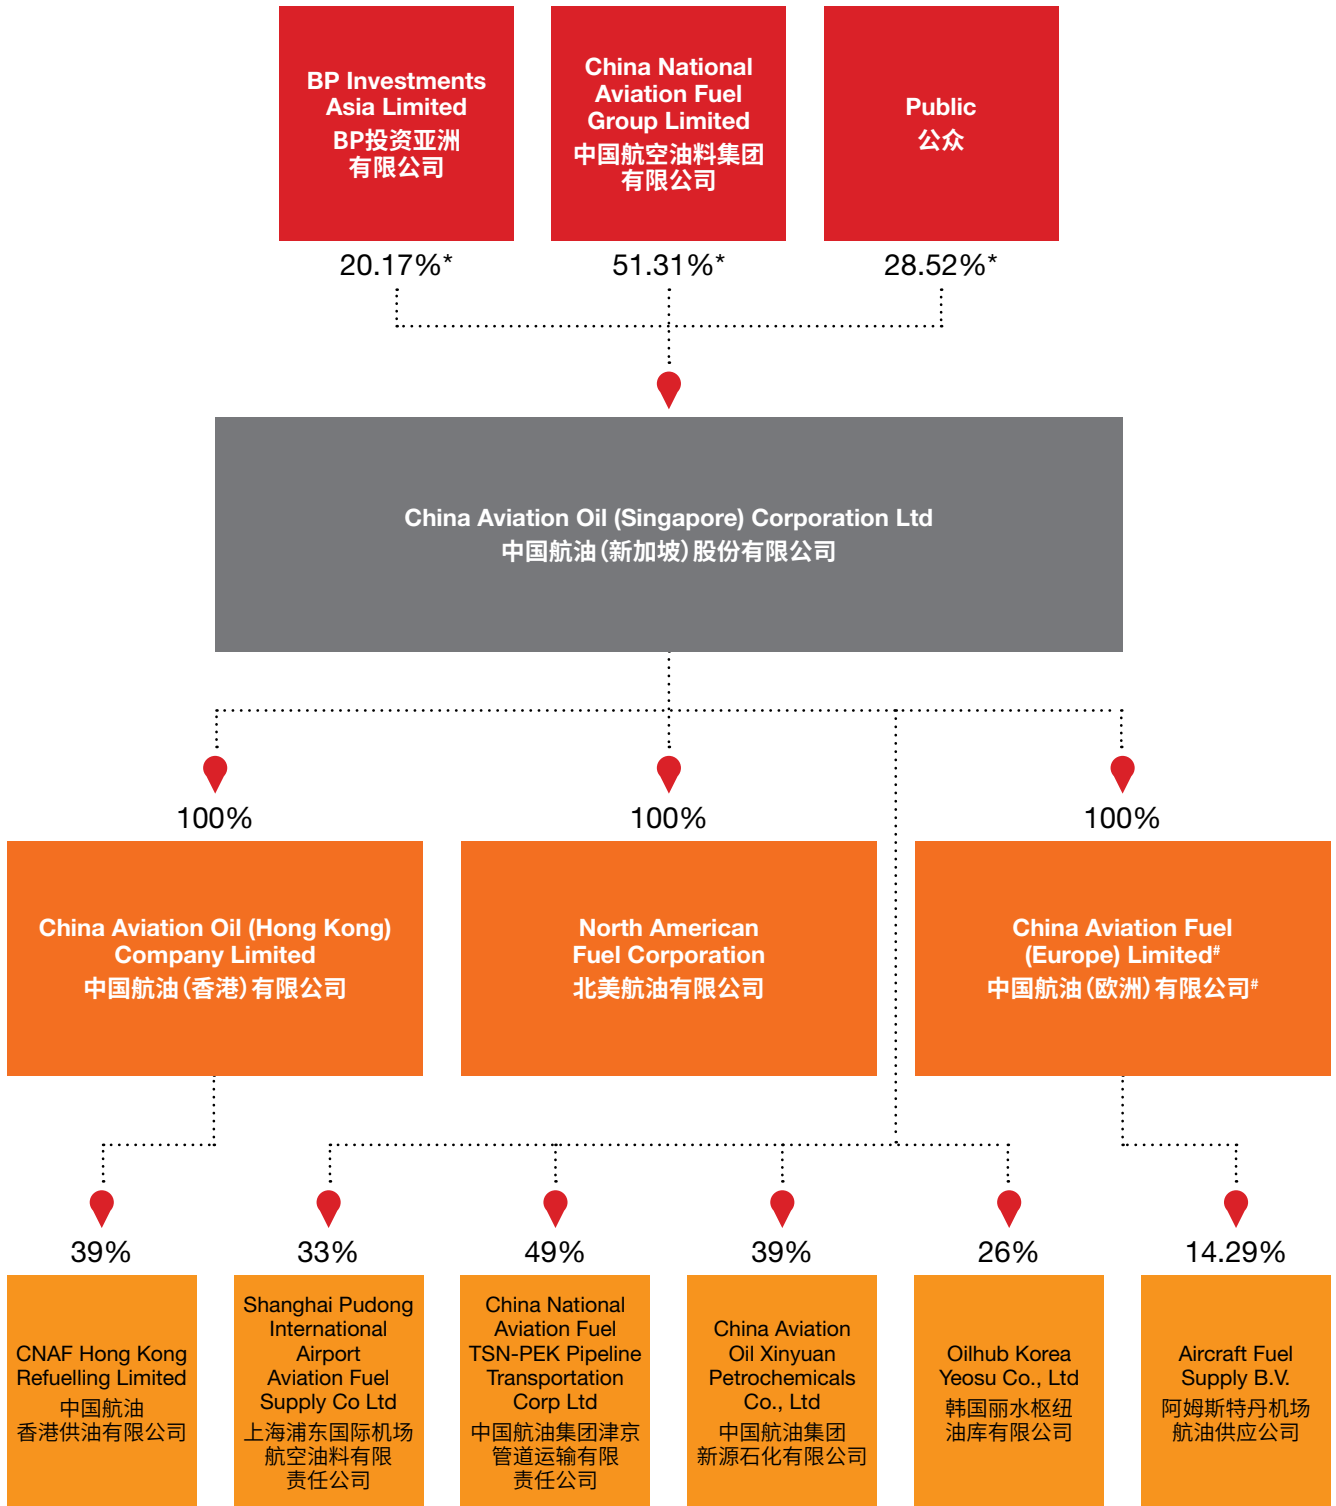 BP Investments
Asia Limited
BP投资亚洲
有限公司
China National
Aviation Fuel
Group Limited
中国航空油料集团
有限公司
Public
公众
20.17%*
51.31%*
28.52%*
China Aviation Oil (Singapore) Corporation Ltd
中国航油(新加坡)股份有限公司
100%
100%
100%
China Aviation Oil (Hong Kong)
Company Limited
中国航油(香港)有限公司
North American
Fuel Corporation
北美航油有限公司
China Aviation Fuel
(Europe) Limited#
中国航油(欧洲)有限公司#
39%
33%
49%
39%
26%
14.29%
CNAF Hong Kong
Refuelling Limited
中国航油
香港供油有限公司
Shanghai Pudong
International
Airport
Aviation Fuel
Supply Co Ltd
上海浦东国际机场
航空油料有限
责任公司
China National
Aviation Fuel
TSN-PEK Pipeline
Transportation
Corp Ltd
中国航油集团津京
管道运输有限
责任公司
China Aviation
Oil Xinyuan
Petrochemicals
Co., Ltd
中国航油集团
新源石化有限公司
Oilhub Korea
Yeosu Co., Ltd
韩国丽水枢纽
油库有限公司
Aircraft Fuel
Supply B.V.
阿姆斯特丹机场
航油供应公司